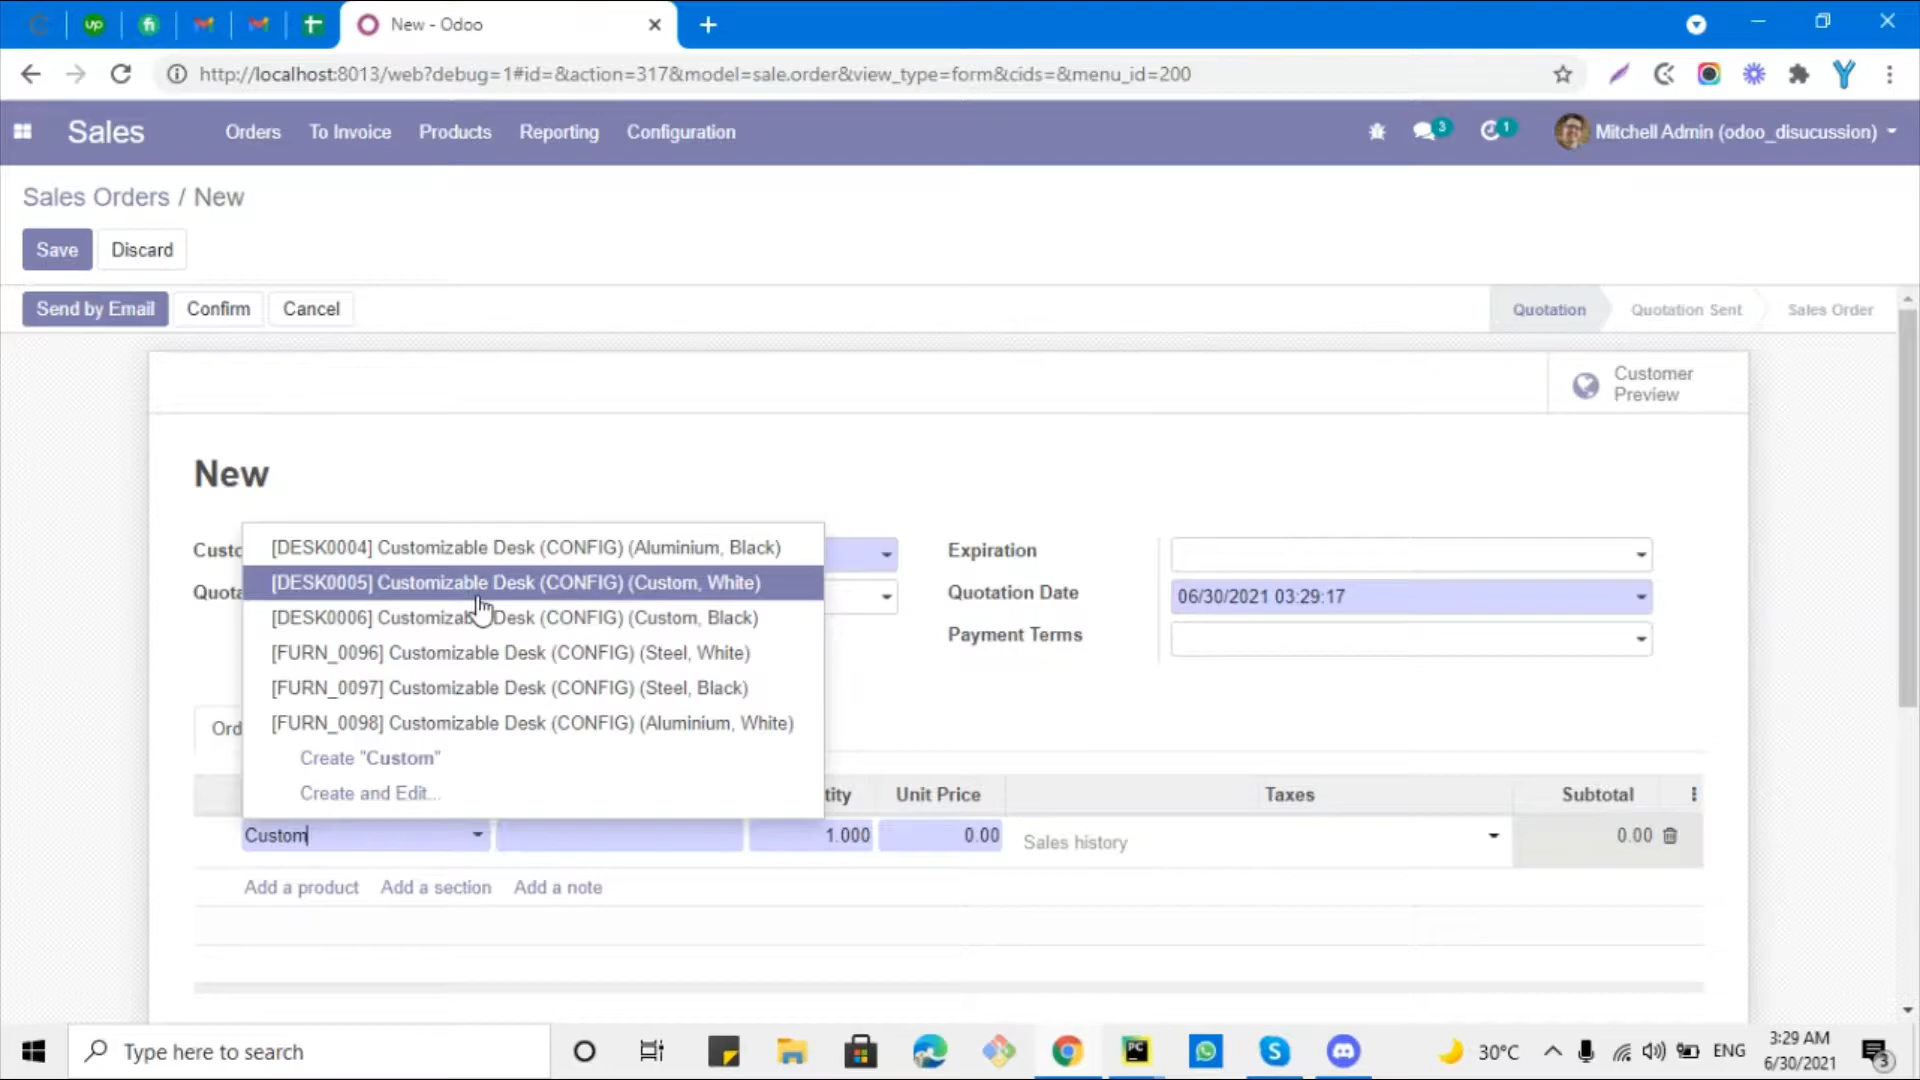 New - Odoo
http://localhost:8013/web?debug=1#id=&action=317&model=sale.order&view_type=form&cids=&menu_id=200
Sales Orders To Invoice Products Reporting Configuration 3 1 Mitchell Admin (odoo_disucussion)
Sales Orders / New
Save Discard
Send by Email Confirm Cancel Quotation Quotation Sent Sales Order
Customer
Preview
New
Custo Expiration
Quota Quotation Date 06/30/2021 03:29:17
Payment Terms
[DESK0004] Customizable Desk (CONFIG) (Aluminium, Black)
[DESK0005] Customizable Desk (CONFIG) (Custom, White)
[DESK0006] Customizable Desk (CONFIG) (Custom, Black)
[FURN_0096] Customizable Desk (CONFIG) (Steel, White)
[FURN_0097] Customizable Desk (CONFIG) (Steel, Black)
[FURN_0098] Customizable Desk (CONFIG) (Aluminium, White)
Create "Custom"
Create and Edit...
Ord
tity Unit Price Taxes Subtotal
Custom 1.000 0.00 Sales history 0.00
Add a product Add a section Add a note
Type here to search 30°C ENG 3:29 AM
6/30/2021 3